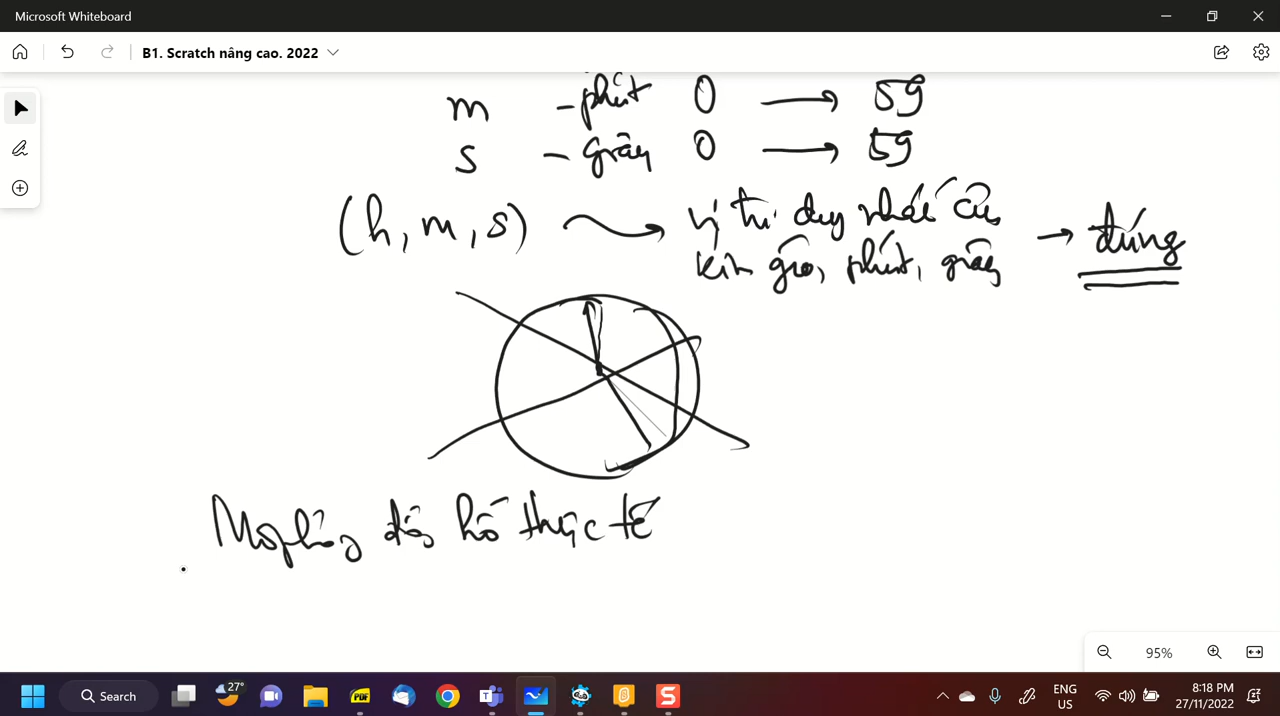 Microsoft Whiteboard
B1. Scratch nâng cao. 2022
m – phút 0 → 59
s – giây 0 → 59
(h, m, s) → vị trí duy nhất của → đúng
kim giờ, phút, giây
Mô phỏng đồng hồ thực tế
95%
27°
Search
PDF
ENG
US
8:18 PM
27/11/2022